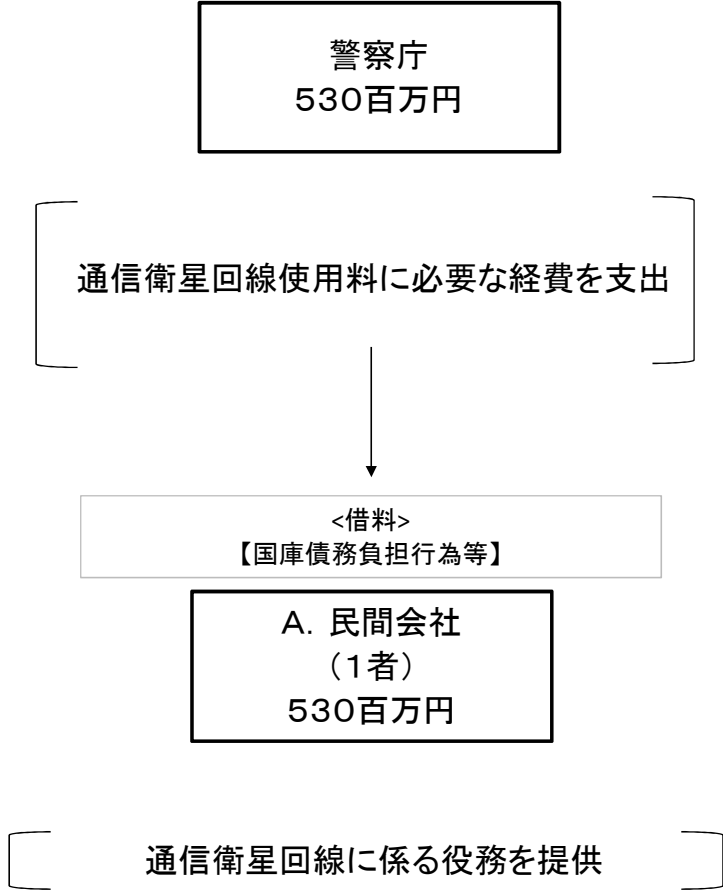 警察庁
530百万円
通信衛星回線使用料に必要な経費を支出
<借料>
【国庫債務負担行為等】
A．民間会社
（1者）
530百万円
通信衛星回線に係る役務を提供